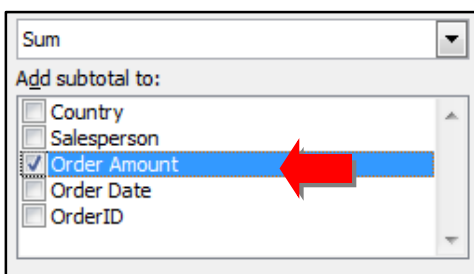 Sum
Add subtotal to:
Country
Salesperson
Order Amount
Order Date
OrderID